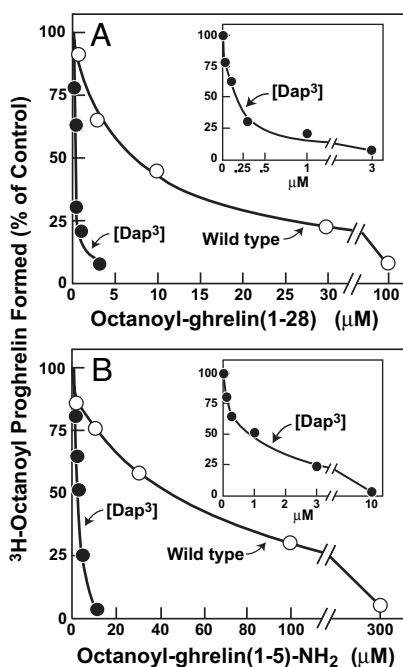 ³H-Octanoyl Proghrelin Formed (% of Control)
A
100
75
50
25
0
[Dap³]
Wild type
0 5 10 15 20 25 30 100
Octanoyl-ghrelin(1-28) (μM)
100
75
50
25
0
[Dap³]
0 .25 .5 1 3
μM
B
100
75
50
25
0
[Dap³]
Wild type
0 20 40 60 80 100 300
Octanoyl-ghrelin(1-5)-NH₂ (μM)
100
75
50
25
0
[Dap³]
0 1 2 3 10
μM